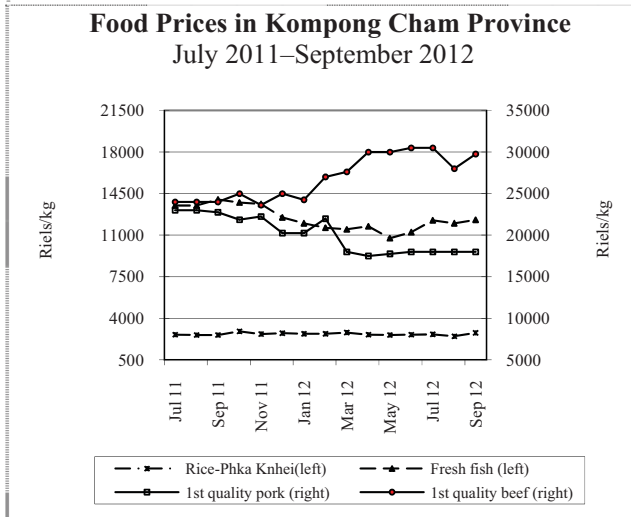 Food Prices in Kompong Cham Province
July 2011–September 2012
21500
18000
14500
11000
7500
4000
500
Riels/kg
35000
30000
25000
20000
15000
10000
5000
Riels/kg
Jul 11
Sep 11
Nov 11
Jan 12
Mar 12
May 12
Jul 12
Sep 12
Rice-Phka Knhei(left)
Fresh fish (left)
1st quality pork (right)
1st quality beef (right)